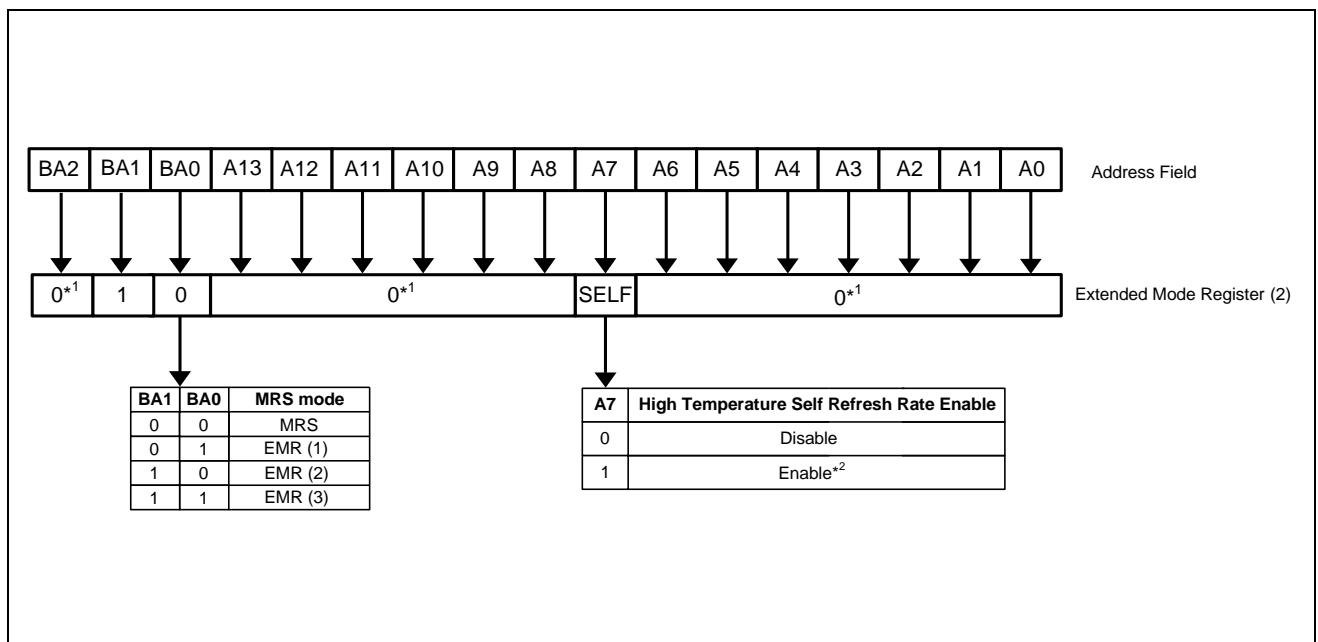 BA2 BA1 BA0 A13 A12 A11 A10 A9 A8 A7 A6 A5 A4 A3 A2 A1 A0 Address Field
0*1 1 0 0*1 SELF 0*1 Extended Mode Register (2)
BA1 BA0 MRS mode
0 0 MRS
0 1 EMR (1)
1 0 EMR (2)
1 1 EMR (3)
A7 High Temperature Self Refresh Rate Enable
0 Disable
1 Enable*2